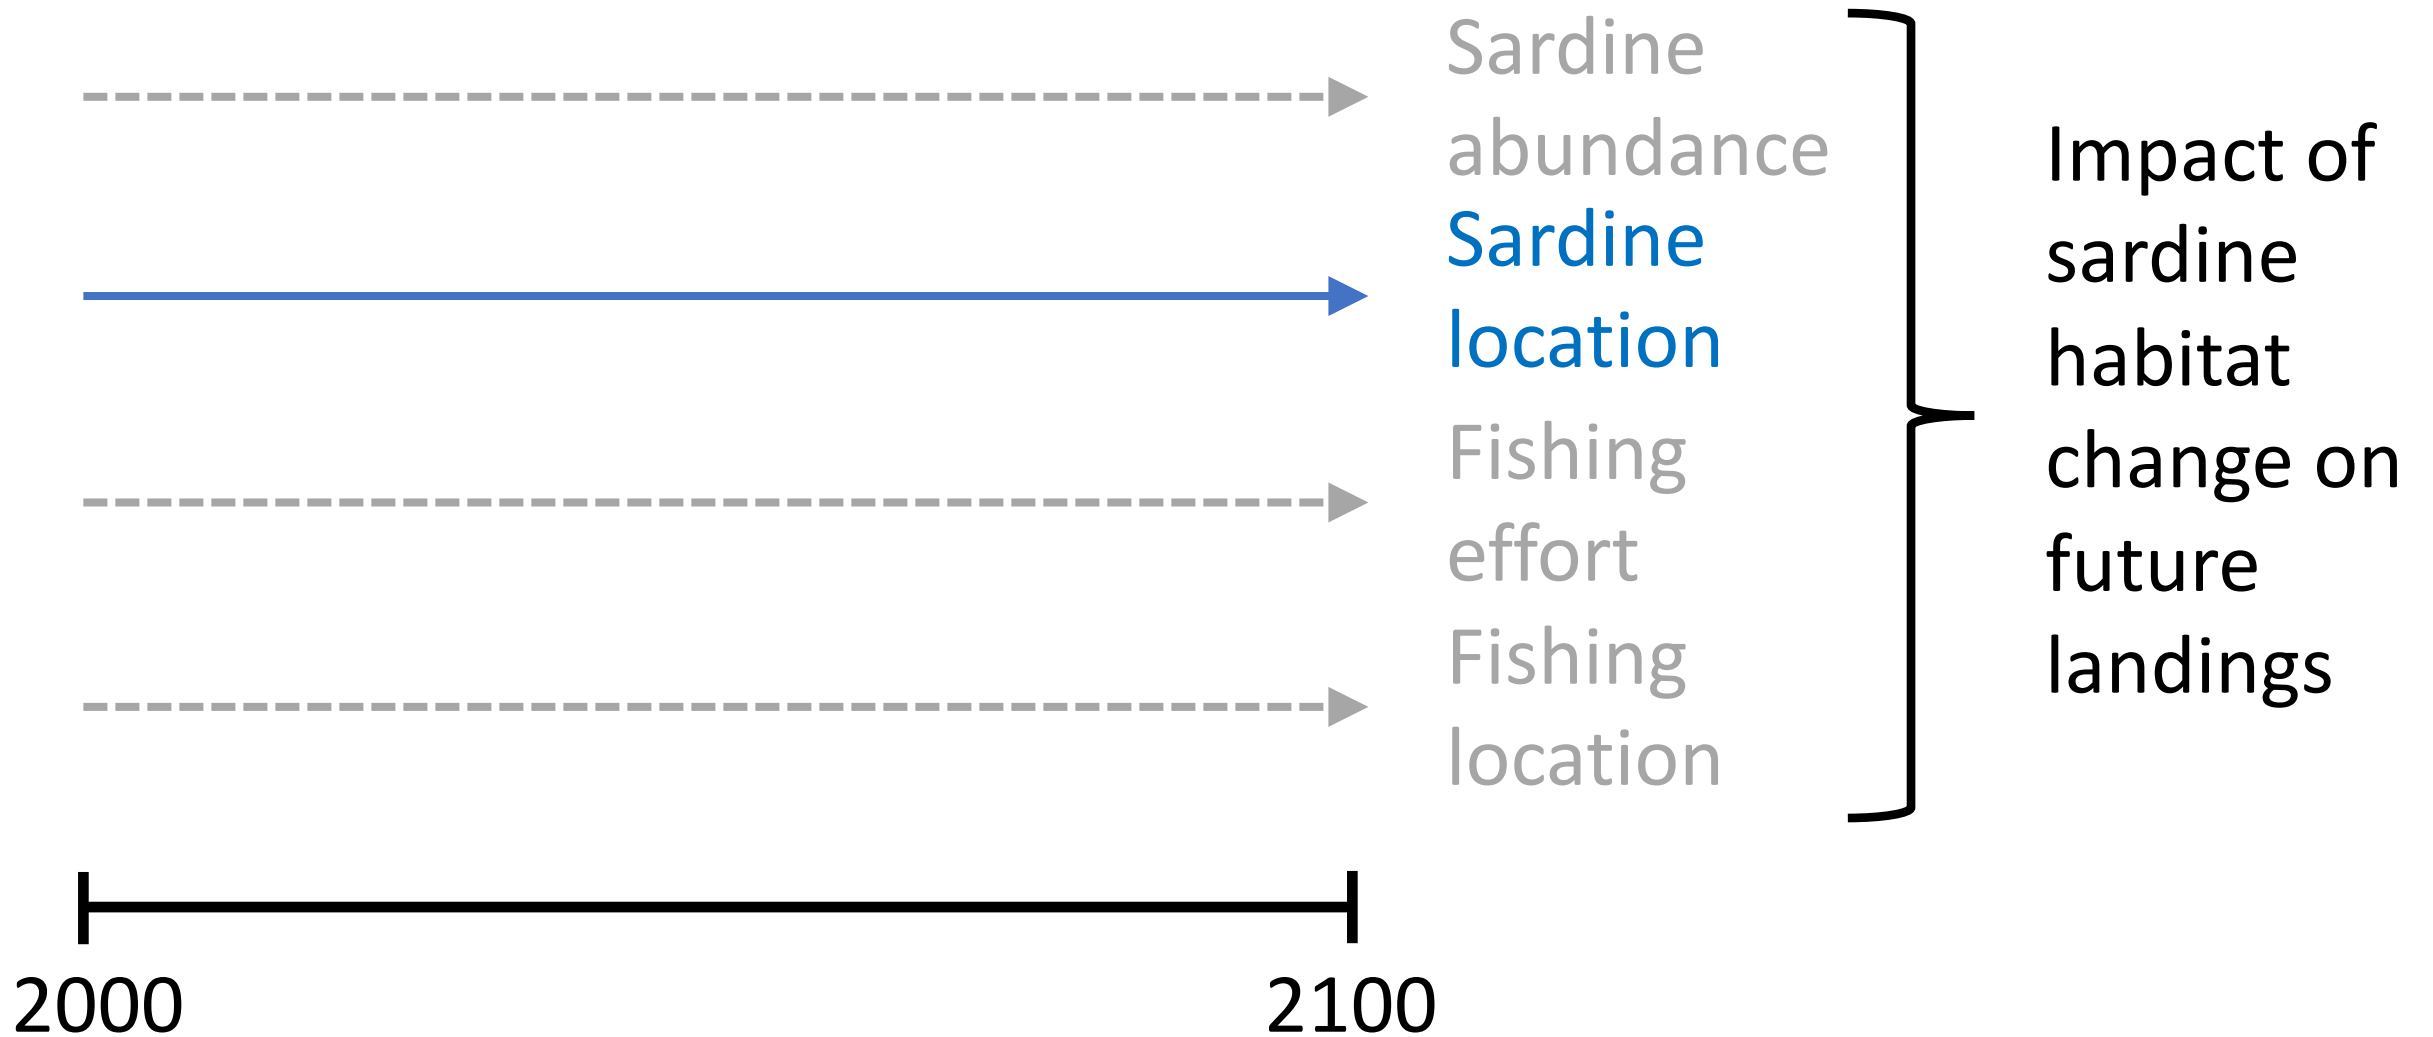 Sardine
abundance
Sardine
location
Fishing
effort
Fishing
location
Impact of
sardine
habitat
change on
future
landings
2000
2100